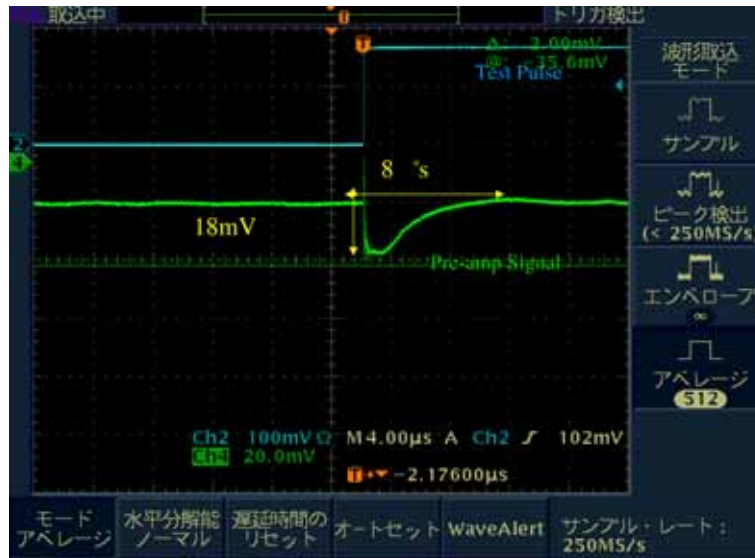 取込中
トリガ検出
Δ: 2.00mV
@: -35.6mV
Test Pulse
2
4
T
8 ˚s
18mV
Pre-amp Signal
Ch2 100mVΩ M4.00µs A Ch2 102mV
Ch4 20.0mV
T -2.17600µs
波形取込
モード
サンプル
ピーク検出
(< 250MS/s)
エンベロープ
∞
アベレージ
512
モード
アベレージ
水平分解能
ノーマル
遅延時間の
リセット
オートセット
WaveAlert
サンプル・レート:
250MS/s